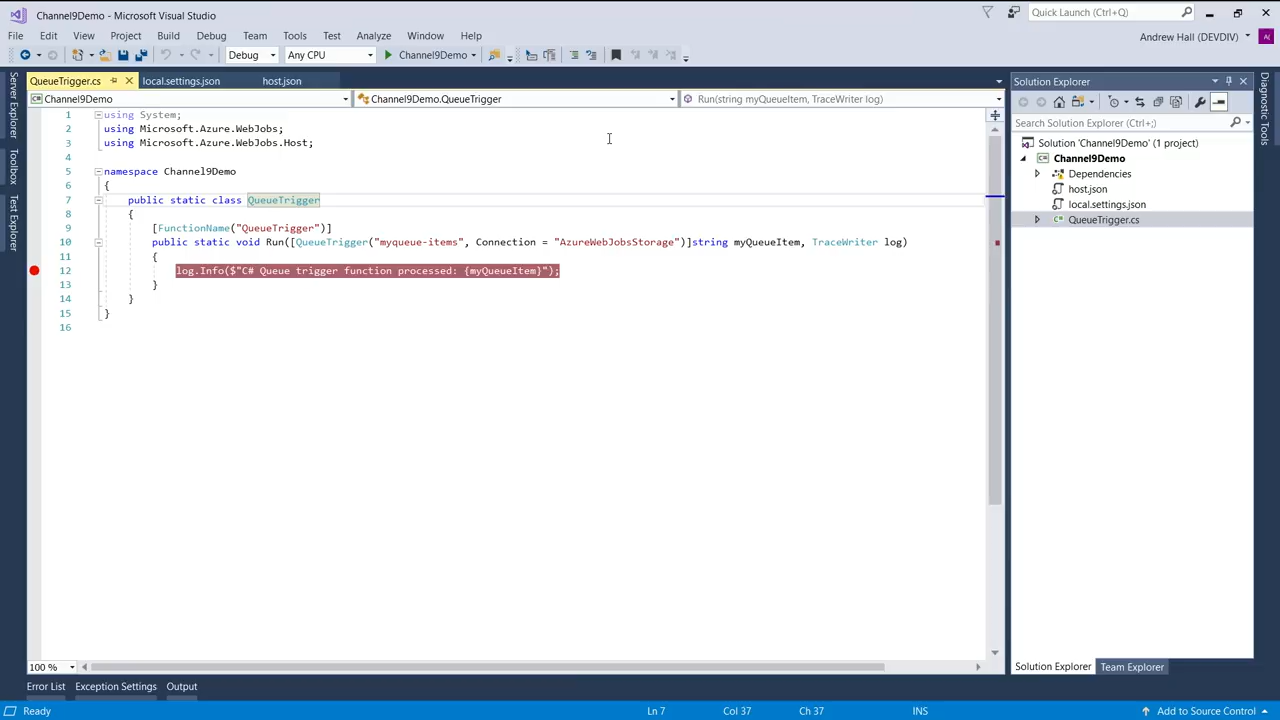 Channel9Demo - Microsoft Visual Studio
Quick Launch (Ctrl+Q)
File Edit View Project Build Debug Team Tools Test Analyze Window Help
Andrew Hall (DEVDIV)
Debug Any CPU Channel9Demo
Server Explorer
Toolbox
Test Explorer
QueueTrigger.cs local.settings.json host.json
Channel9Demo Channel9Demo.QueueTrigger Run(string myQueueItem, TraceWriter log)
1 using System;
2 using Microsoft.Azure.WebJobs;
3 using Microsoft.Azure.WebJobs.Host;
4
5 namespace Channel9Demo
6 {
7 public static class QueueTrigger
8 {
9 [FunctionName("QueueTrigger")]
10 public static void Run([QueueTrigger("myqueue-items", Connection = "AzureWebJobsStorage")]string myQueueItem, TraceWriter log)
11 {
12 log.Info($"C# Queue trigger function processed: {myQueueItem}");
13 }
14 }
15 }
16
100 %
Solution Explorer
Search Solution Explorer (Ctrl+;)
Solution 'Channel9Demo' (1 project)
Channel9Demo
Dependencies
host.json
local.settings.json
QueueTrigger.cs
Solution Explorer Team Explorer
Diagnostic Tools
Error List Exception Settings Output
Ready Ln 7 Col 37 Ch 37 INS Add to Source Control